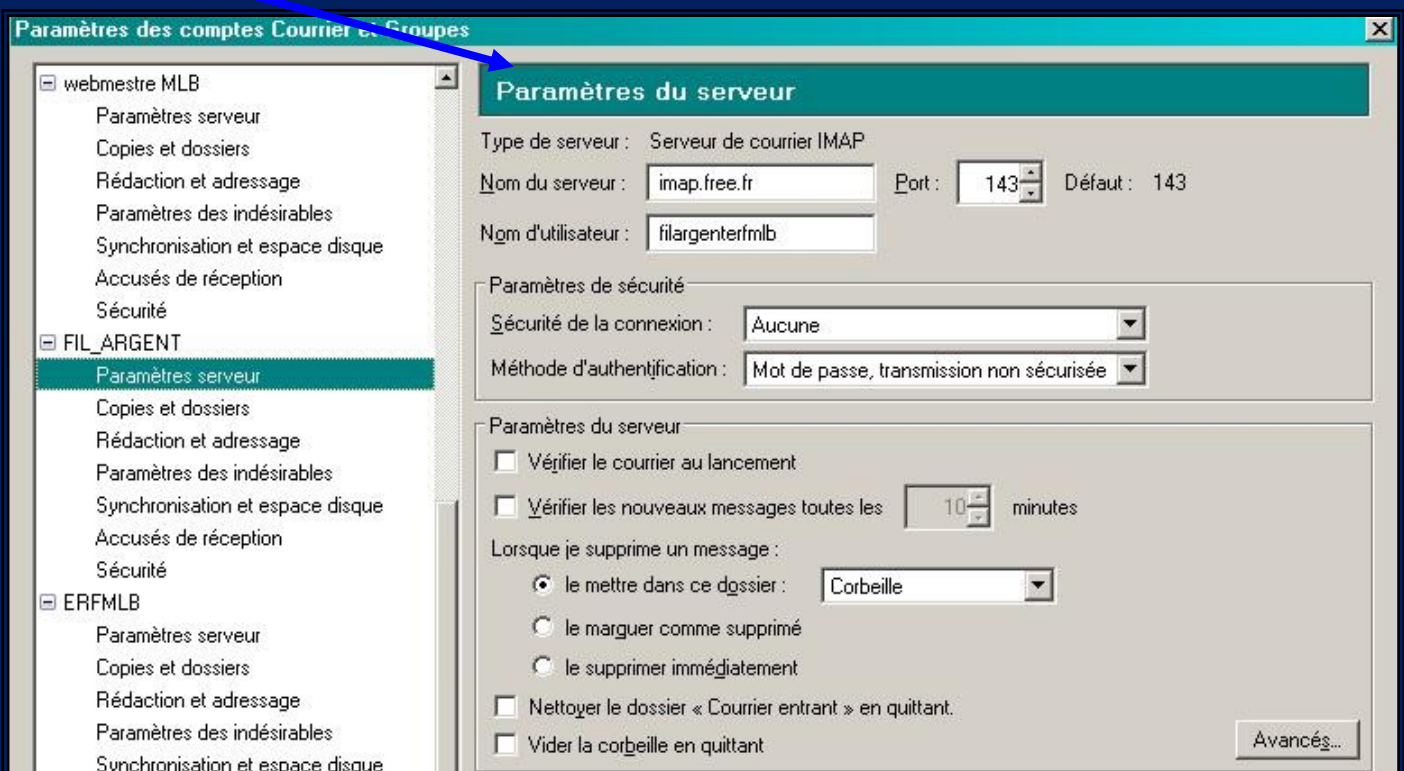 Paramètres des comptes Courrier et Groupes
webmestre MLB
Paramètres serveur
Copies et dossiers
Rédaction et adressage
Paramètres des indésirables
Synchronisation et espace disque
Accusés de réception
Sécurité
FIL_ARGENT
Paramètres serveur
Copies et dossiers
Rédaction et adressage
Paramètres des indésirables
Synchronisation et espace disque
Accusés de réception
Sécurité
ERFMLB
Paramètres serveur
Copies et dossiers
Rédaction et adressage
Paramètres des indésirables
Synchronisation et espace disque
Paramètres du serveur
Type de serveur : Serveur de courrier IMAP
Nom du serveur : imap.free.fr Port : 143 Défaut : 143
Nom d'utilisateur : filargenterfmlb
Paramètres de sécurité
Sécurité de la connexion : Aucune
Méthode d'authentification : Mot de passe, transmission non sécurisée
Paramètres du serveur
Vérifier le courrier au lancement
Vérifier les nouveaux messages toutes les 10 minutes
Lorsque je supprime un message :
le mettre dans ce dossier : Corbeille
le marquer comme supprimé
le supprimer immédiatement
Nettoyer le dossier « Courrier entrant » en quittant.
Vider la corbeille en quittant
Avancés...